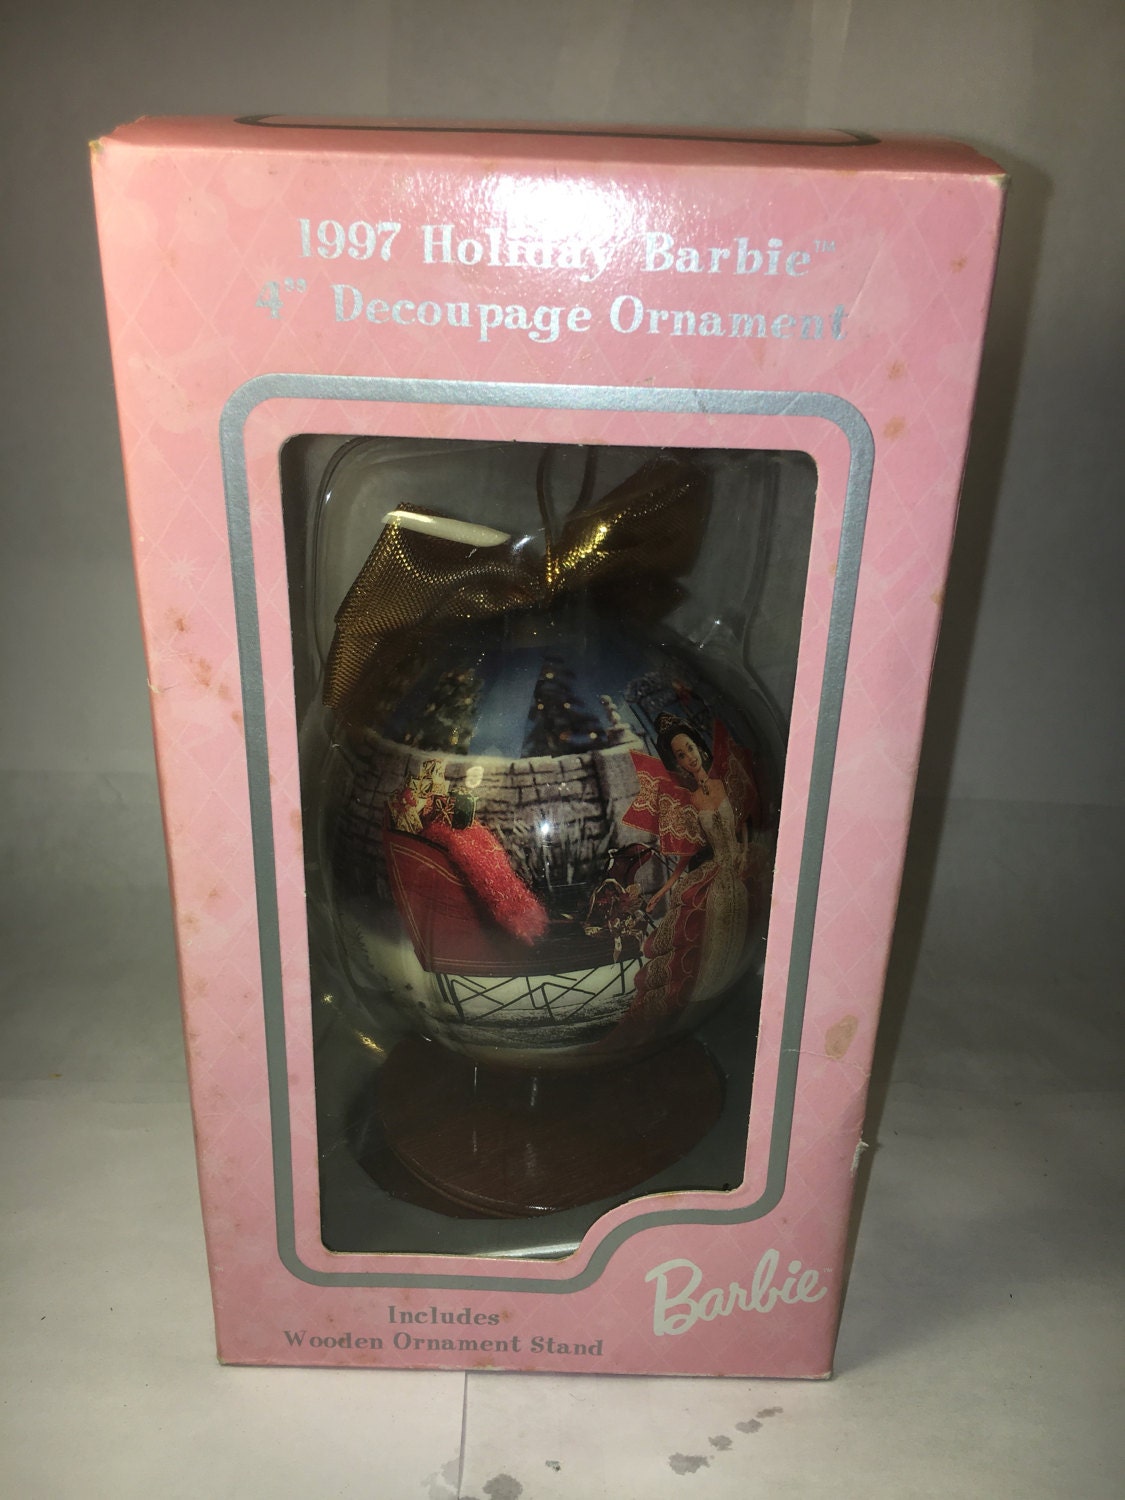 1997 Holiday Barbie™
4" Decoupage Ornament
Includes
Wooden Ornament Stand
Barbie™